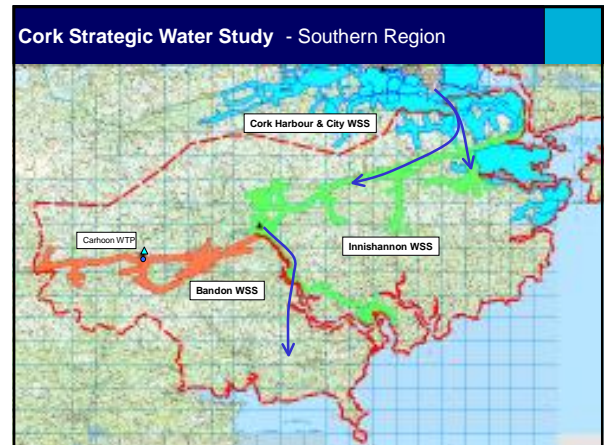 Cork Strategic Water Study - Southern Region
Cork Harbour & City WSS
Carhoon WTP
Innishannon WSS
Bandon WSS